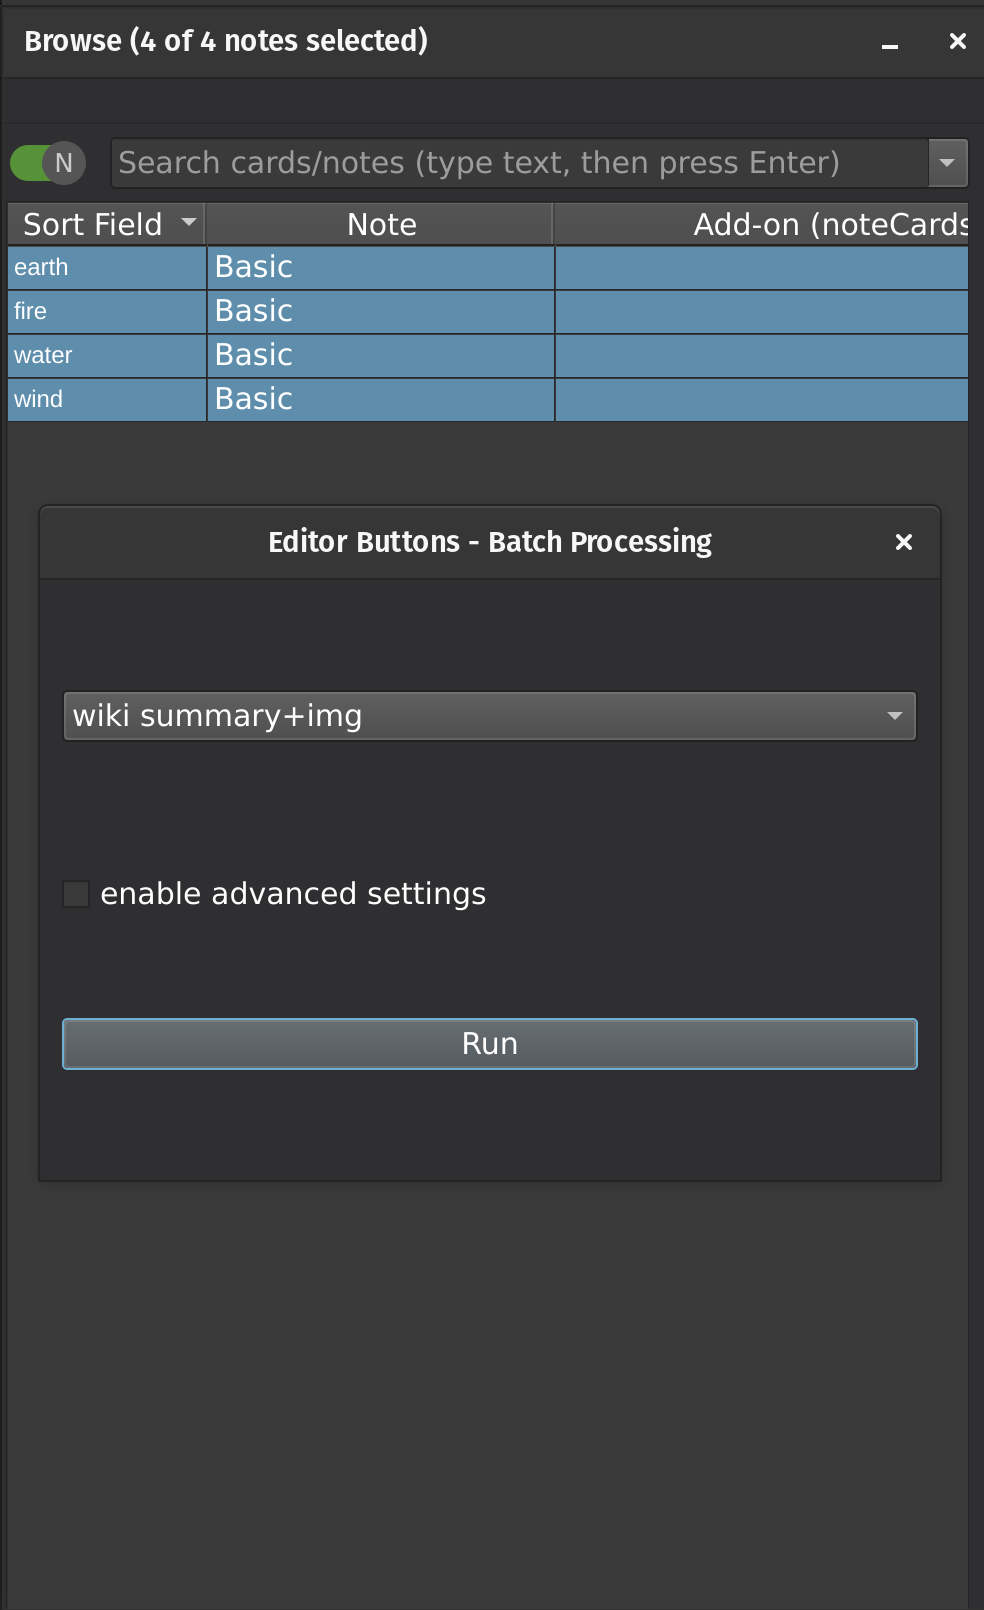 Browse (4 of 4 notes selected)
N
Search cards/notes (type text, then press Enter)
Sort Field Note Add-on (noteCards
earth Basic
fire Basic
water Basic
wind Basic
Editor Buttons - Batch Processing
wiki summary+img
enable advanced settings
Run